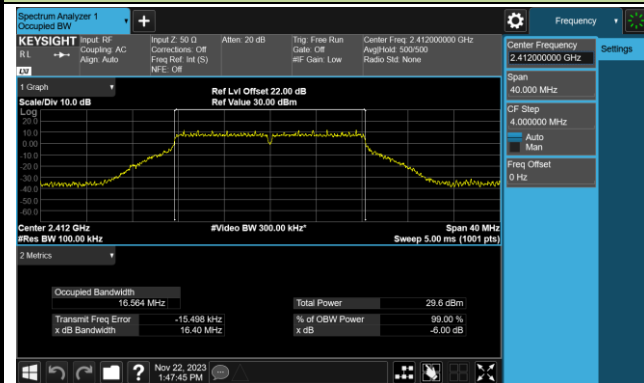 Spectrum Analyzer 1
Occupied BW
Frequency
KEYSIGHT
RL
LXI
Input: RF
Coupling: AC
Align: Auto
Input Z: 50 Ω
Corrections: Off
Freq Ref: Int (S)
NFE: Off
Atten: 20 dB
Trig: Free Run
Gate: Off
#IF Gain: Low
Center Freq: 2.412000000 GHz
Avg|Hold: 500/500
Radio Std: None
Center Frequency
2.412000000 GHz
Settings
Span
40.000 MHz
CF Step
4.000000 MHz
Auto
Man
Freq Offset
0 Hz
1 Graph
Scale/Div 10.0 dB
Ref Lvl Offset 22.00 dB
Ref Value 30.00 dBm
Log
20.0
10.0
0.00
-10.0
-20.0
-30.0
-40.0
-50.0
-60.0
Center 2.412 GHz
#Res BW 100.00 kHz
#Video BW 300.00 kHz*
Span 40 MHz
Sweep 5.00 ms (1001 pts)
2 Metrics
Occupied Bandwidth
16.564 MHz
Total Power 29.6 dBm
Transmit Freq Error -15.498 kHz
% of OBW Power 99.00 %
x dB Bandwidth 16.40 MHz
x dB -6.00 dB
Nov 22, 2023
1:47:45 PM